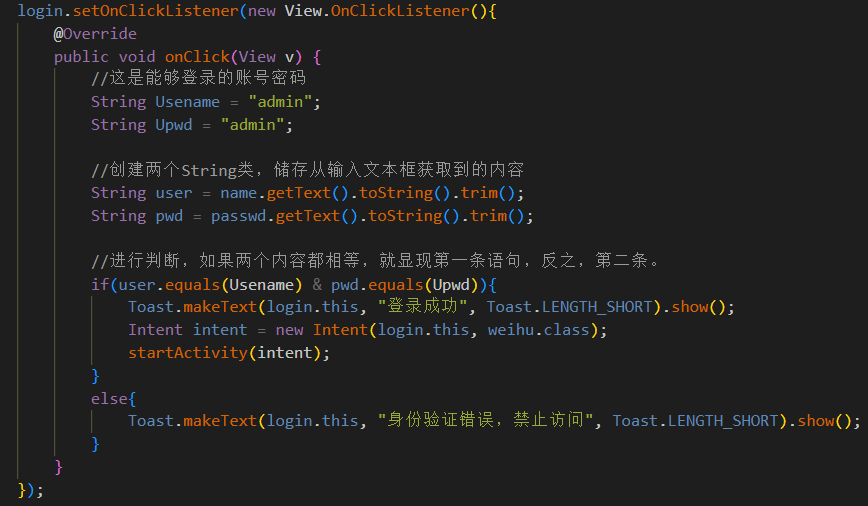 login.setOnClickListener(new View.OnClickListener(){
@Override
public void onClick(View v) {
//这是能够登录的账号密码
String Usename = "admin";
String Upwd = "admin";
//创建两个String类，储存从输入文本框获取到的内容
String user = name.getText().toString().trim();
String pwd = passwd.getText().toString().trim();
//进行判断，如果两个内容都相等，就显现第一条语句，反之，第二条。
if(user.equals(Usename) & pwd.equals(Upwd)){
Toast.makeText(login.this, "登录成功", Toast.LENGTH_SHORT).show();
Intent intent = new Intent(login.this, weihu.class);
startActivity(intent);
}
else{
Toast.makeText(login.this, "身份验证错误，禁止访问", Toast.LENGTH_SHORT).show();
}
}
});